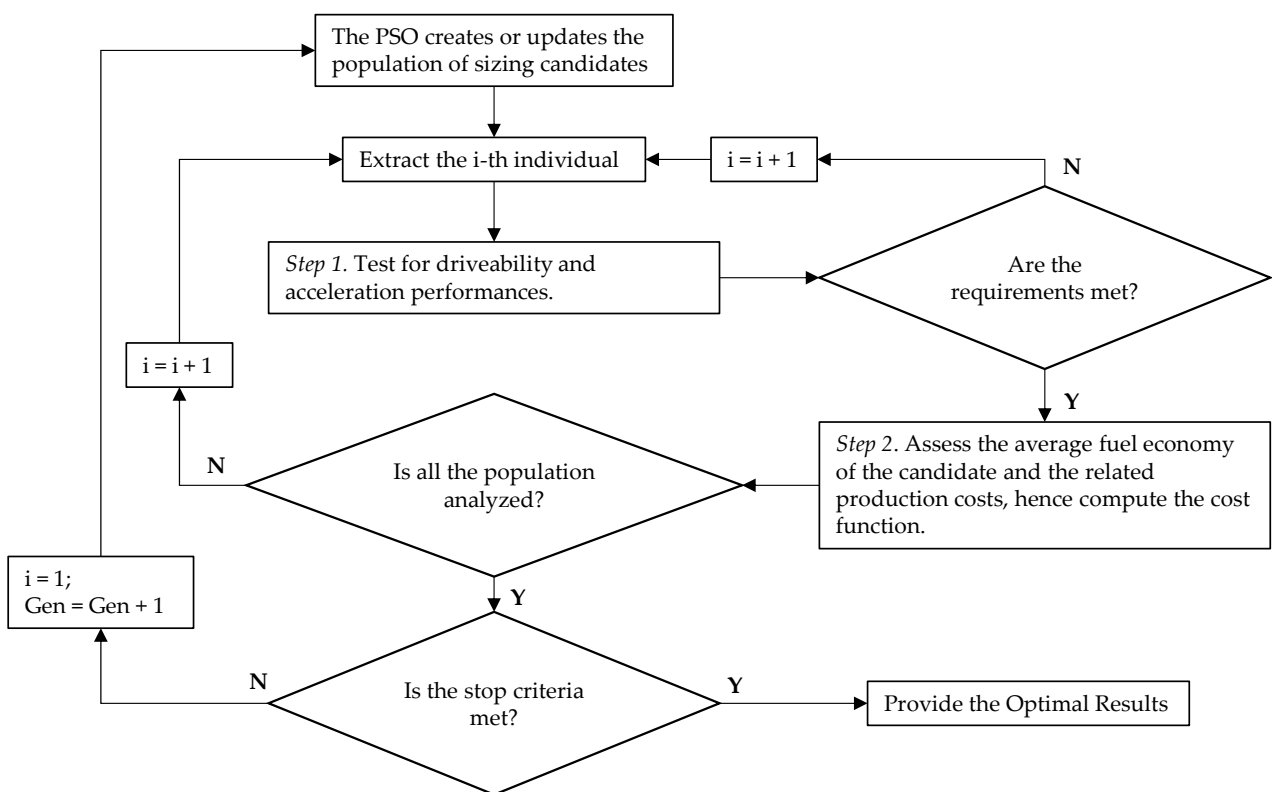 The PSO creates or updates the
population of sizing candidates
Extract the i-th individual
i = i + 1
N
Step 1. Test for driveability and
acceleration performances.
Are the
requirements met?
i = i + 1
Y
N
Is all the population
analyzed?
Step 2. Assess the average fuel economy
of the candidate and the related
production costs, hence compute the cost
function.
i = 1;
Gen = Gen + 1
Y
N
Is the stop criteria
met?
Y
Provide the Optimal Results